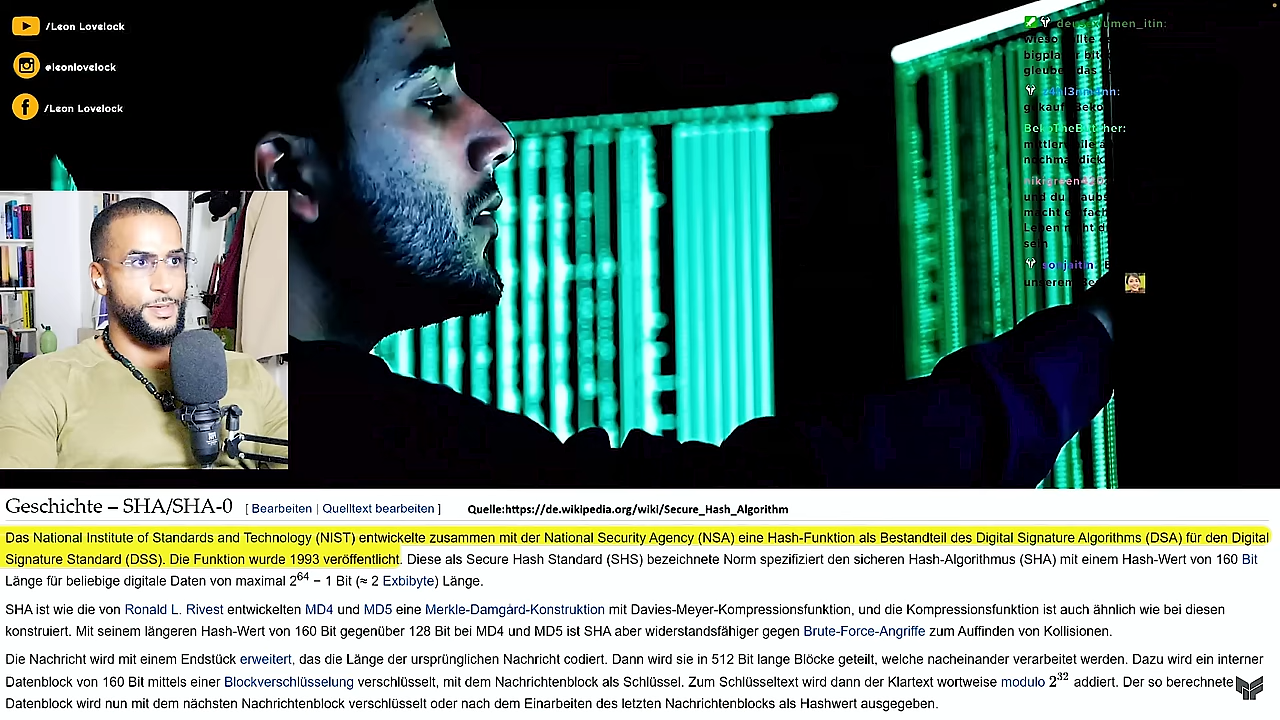 /Leon Lovelock
@leonlovelock
/Leon Lovelock
deus
umen_itin:
wieso
bigpla
das
BekoTheButcher:
und du
Leben
sein
unserem
Geschichte – SHA/SHA-0 [ Bearbeiten | Quelltext bearbeiten ] Quelle:https://de.wikipedia.org/wiki/Secure_Hash_Algorithm
Das National Institute of Standards and Technology (NIST) entwickelte zusammen mit der National Security Agency (NSA) eine Hash-Funktion als Bestandteil des Digital Signature Algorithms (DSA) für den Digital
Signature Standard (DSS). Die Funktion wurde 1993 veröffentlicht. Diese als Secure Hash Standard (SHS) bezeichnete Norm spezifiziert den sicheren Hash-Algorithmus (SHA) mit einem Hash-Wert von 160 Bit
Länge für beliebige digitale Daten von maximal 2⁶⁴ − 1 Bit (≈ 2 Exbibyte) Länge.
SHA ist wie die von Ronald L. Rivest entwickelten MD4 und MD5 eine Merkle-Damgård-Konstruktion mit Davies-Meyer-Kompressionsfunktion, und die Kompressionsfunktion ist auch ähnlich wie bei diesen
konstruiert. Mit seinem längeren Hash-Wert von 160 Bit gegenüber 128 Bit bei MD4 und MD5 ist SHA aber widerstandsfähiger gegen Brute-Force-Angriffe zum Auffinden von Kollisionen.
Die Nachricht wird mit einem Endstück erweitert, das die Länge der ursprünglichen Nachricht codiert. Dann wird sie in 512 Bit lange Blöcke geteilt, welche nacheinander verarbeitet werden. Dazu wird ein interner
Datenblock von 160 Bit mittels einer Blockverschlüsselung verschlüsselt, mit dem Nachrichtenblock als Schlüssel. Zum Schlüsseltext wird dann der Klartext wortweise modulo 2³² addiert. Der so berechnete
Datenblock wird nun mit dem nächsten Nachrichtenblock verschlüsselt oder nach dem Einarbeiten des letzten Nachrichtenblocks als Hashwert ausgegeben.